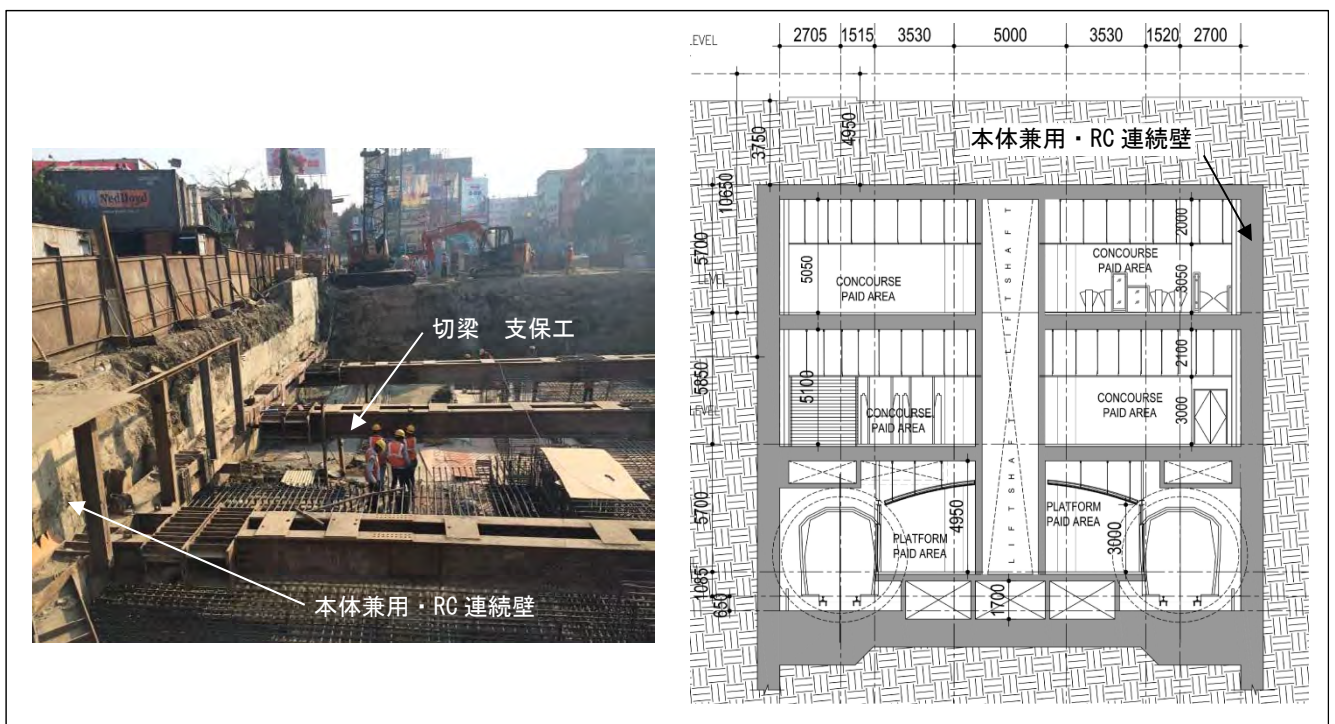 Nedlloyd
切梁　支保工
本体兼用・RC 連続壁
LEVEL
2705 1515 3530 5000 3530 1520 2700
3750
4950
本体兼用・RC 連続壁
10650
5700
LEVEL
5050
CONCOURSE
PAID AREA
LIFT SHAFT
CONCOURSE
PAID AREA
2000
3050
5850
LEVEL
5100
CONCOURSE
PAID AREA
LIFT SHAFT
CONCOURSE
PAID AREA
2100
3000
5700
4950
PLATFORM
PAID AREA
PLATFORM
PAID AREA
3000
1085
650
1700